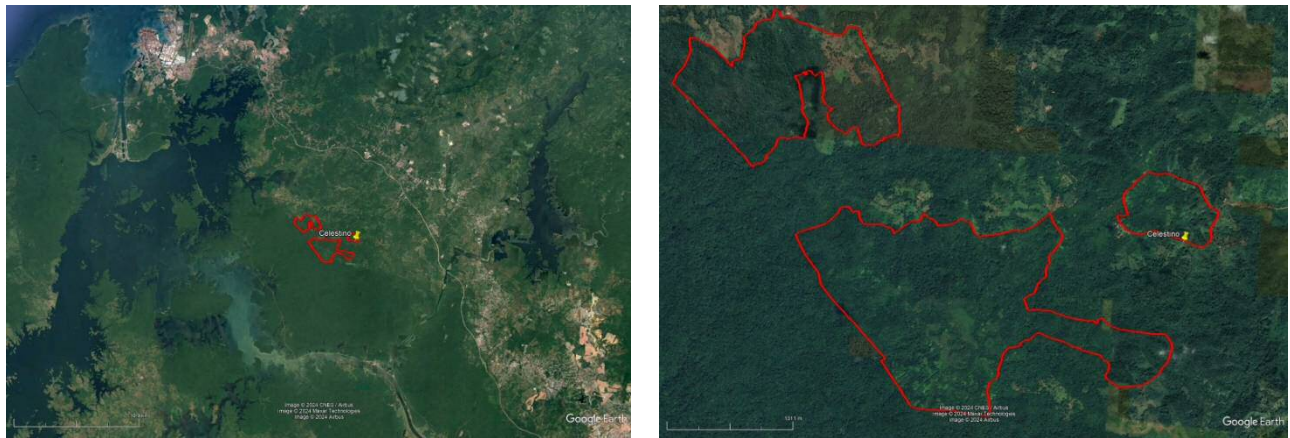 Celestino
Image © 2024 CNES / Airbus
Image © 2024 Maxar Technologies
Image © 2024 Airbus
Google Earth
Celestino
Image © 2024 CNES / Airbus
Image © 2024 Maxar Technologies
Image © 2024 Airbus
Google Earth